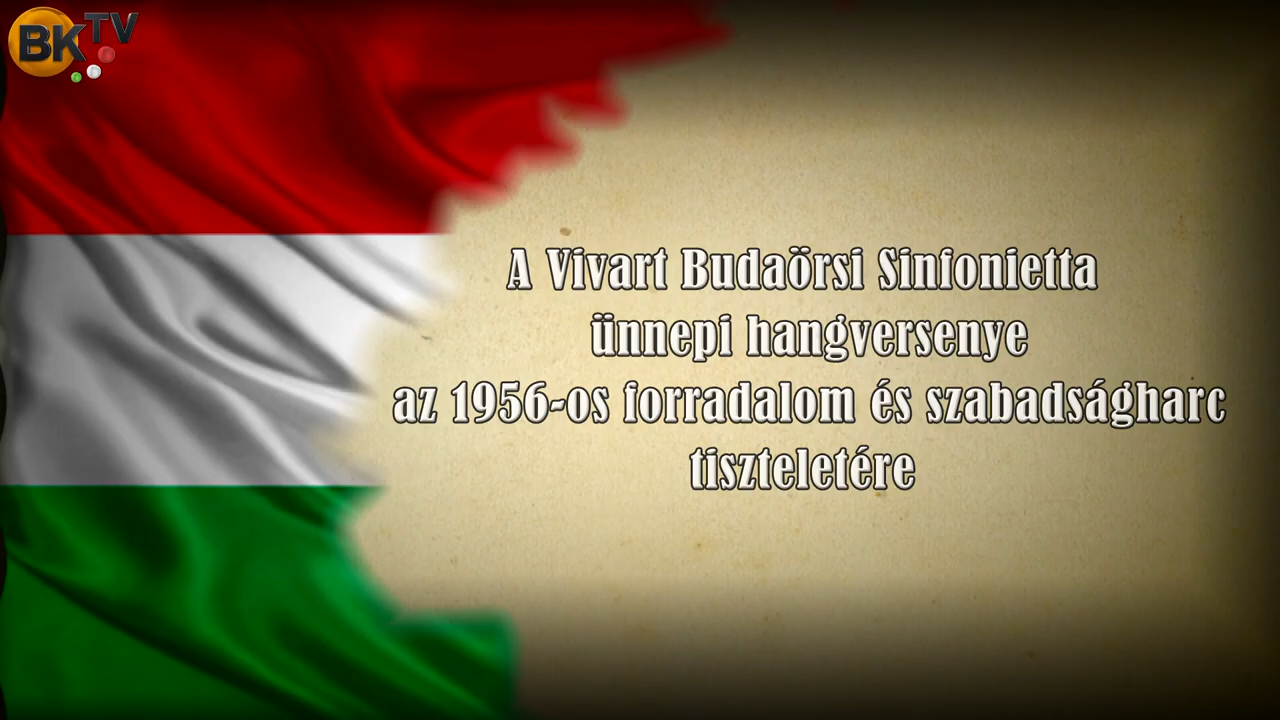 BKTV
A Vivart Budaörsi Sinfonietta
ünnepi hangversenye
az 1956-os forradalom és szabadságharc
tiszteletére